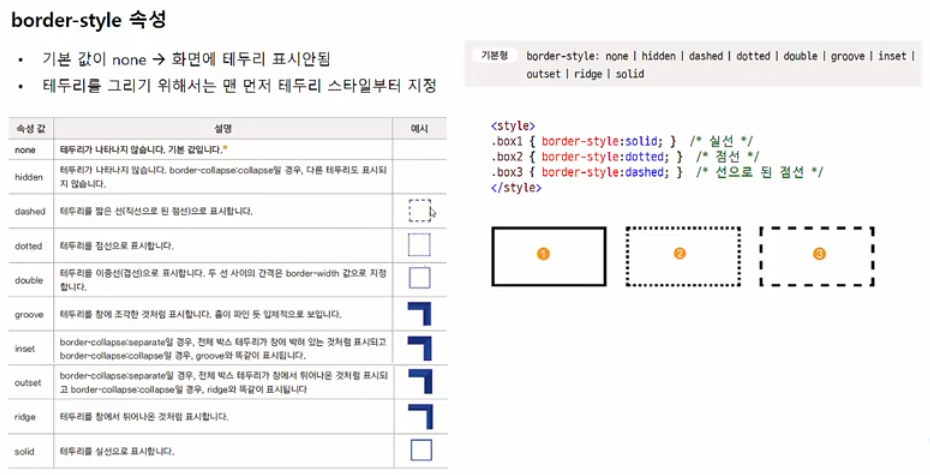 border-style 속성
• 기본 값이 none → 화면에 테두리 표시안됨
• 테두리를 그리기 위해서는 맨 먼저 테두리 스타일부터 지정
속성 값 설명 예시
none 테두리가 나타나지 않습니다. 기본 값입니다.*
hidden 테두리가 나타나지 않습니다. border-collapse:collapse일 경우, 다른 테두리도 표시되
지 않습니다.
dashed 테두리를 짧은 선(직선으로 된 점선)으로 표시합니다.
dotted 테두리를 점선으로 표시합니다.
double 테두리를 이중선(겹선)으로 표시합니다. 두 선 사이의 간격은 border-width 값으로 지정
합니다.
groove 테두리를 창에 조각한 것처럼 표시합니다. 홈이 파인 듯 입체적으로 보입니다.
inset border-collapse:separate일 경우, 전체 박스 테두리가 창에 박혀 있는 것처럼 표시되고
border-collapse:collapse일 경우, groove와 똑같이 표시됩니다.
outset border-collapse:separate일 경우, 전체 박스 테두리가 창에서 튀어나온 것처럼 표시되
고 border-collapse:collapse일 경우, ridge와 똑같이 표시됩니다
ridge 테두리를 창에서 튀어나온 것처럼 표시합니다.
solid 테두리를 실선으로 표시합니다.
기본형 border-style: none | hidden | dashed | dotted | double | groove | inset |
outset | ridge | solid
<style>
.box1 { border-style:solid; } /* 실선 */
.box2 { border-style:dotted; } /* 점선 */
.box3 { border-style:dashed; } /* 선으로 된 점선 */
</style>
1 2 3